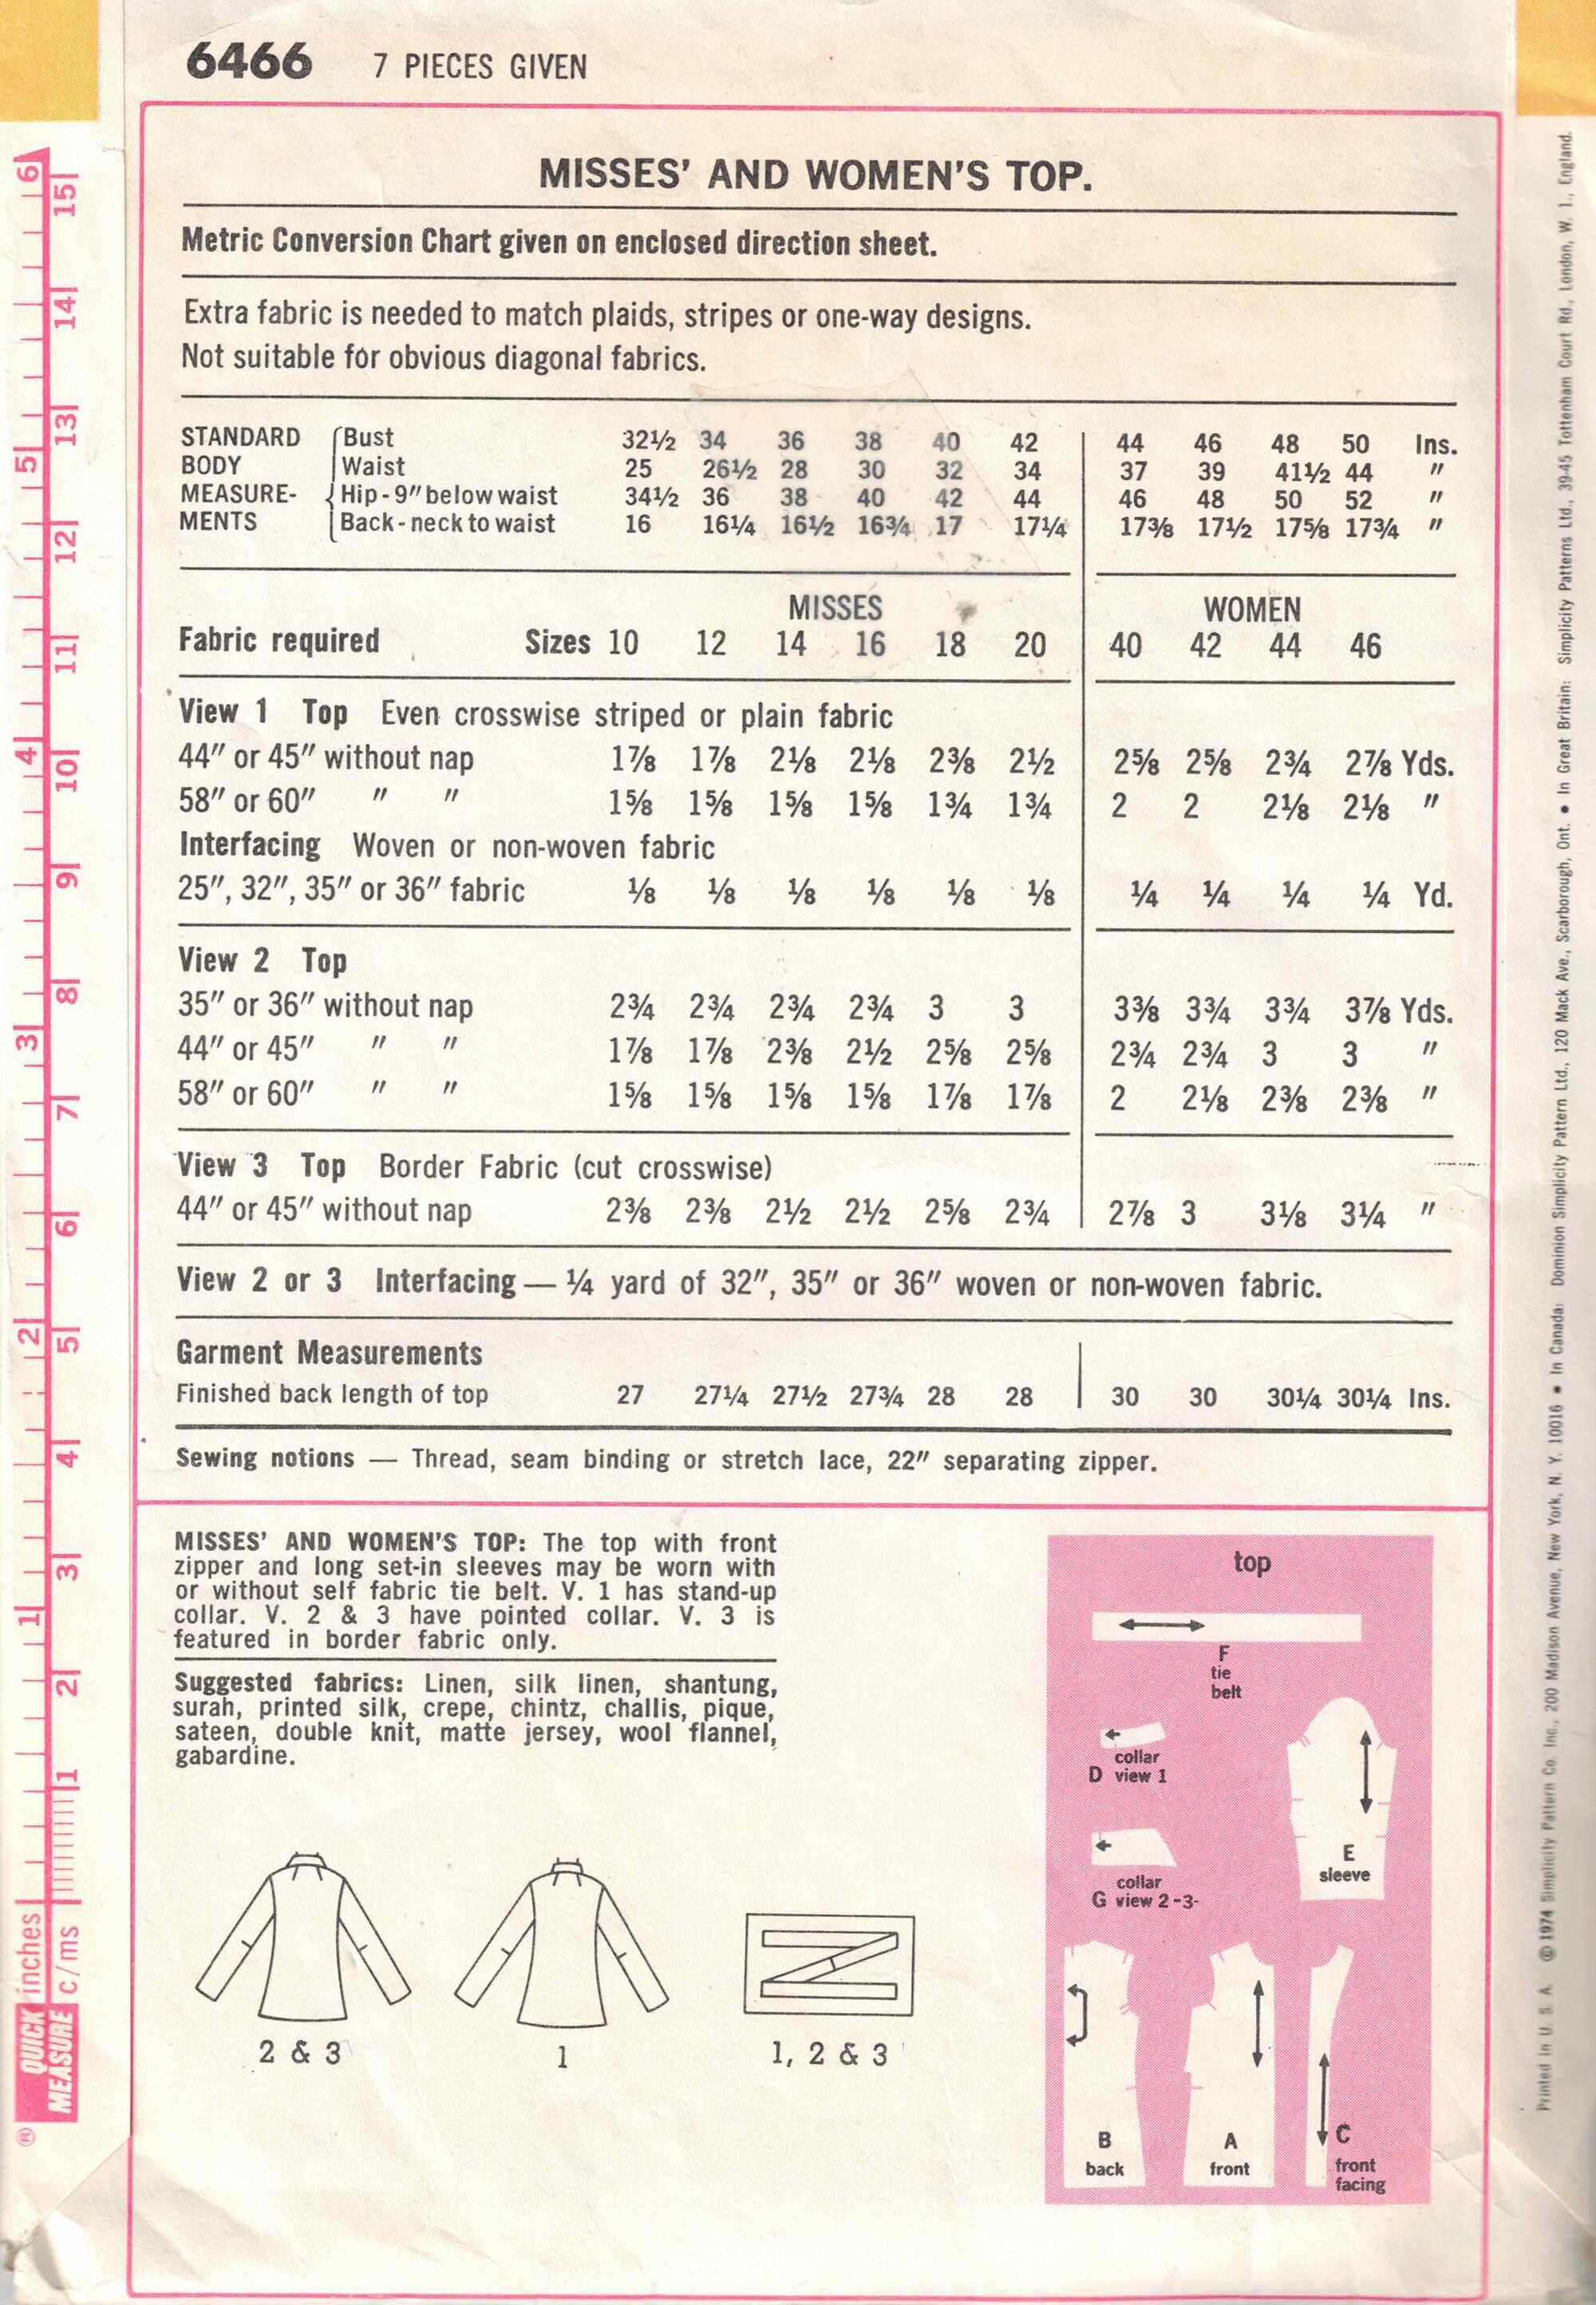 6466 7 PIECES GIVEN
MISSES' AND WOMEN'S TOP.
Metric Conversion Chart given on enclosed direction sheet.
Extra fabric is needed to match plaids, stripes or one-way designs.
Not suitable for obvious diagonal fabrics.
STANDARD Bust 32½ 34 36 38 40 42 44 46 48 50 Ins.
BODY Waist 25 26½ 28 30 32 34 37 39 41½ 44 "
MEASURE- Hip - 9" below waist 34½ 36 38 40 42 44 46 48 50 52 "
MENTS Back - neck to waist 16 16¼ 16½ 16¾ 17 17¼ 17⅜ 17½ 17⅝ 17¾ "
MISSES WOMEN
Fabric required Sizes 10 12 14 16 18 20 40 42 44 46
View 1 Top Even crosswise striped or plain fabric
44" or 45" without nap 1⅞ 1⅞ 2⅛ 2⅛ 2⅜ 2½ 2⅝ 2⅝ 2¾ 2⅞ Yds.
58" or 60" " " 1⅝ 1⅝ 1⅝ 1⅝ 1¾ 1¾ 2 2 2⅛ 2⅛ "
Interfacing Woven or non-woven fabric
25", 32", 35" or 36" fabric ⅛ ⅛ ⅛ ⅛ ⅛ ⅛ ¼ ¼ ¼ ¼ Yd.
View 2 Top
35" or 36" without nap 2¾ 2¾ 2¾ 2¾ 3 3 3⅜ 3¾ 3¾ 3⅞ Yds.
44" or 45" " " 1⅞ 1⅞ 2⅜ 2½ 2⅝ 2⅝ 2¾ 2¾ 3 3 "
58" or 60" " " 1⅝ 1⅝ 1⅝ 1⅝ 1⅞ 1⅞ 2 2⅛ 2⅜ 2⅜ "
View 3 Top Border Fabric (cut crosswise)
44" or 45" without nap 2⅜ 2⅜ 2½ 2½ 2⅝ 2¾ 2⅞ 3 3⅛ 3¼ "
View 2 or 3 Interfacing — ¼ yard of 32", 35" or 36" woven or non-woven fabric.
Garment Measurements
Finished back length of top 27 27¼ 27½ 27¾ 28 28 30 30 30¼ 30¼ Ins.
Sewing notions — Thread, seam binding or stretch lace, 22" separating zipper.
MISSES' AND WOMEN'S TOP: The top with front
zipper and long set-in sleeves may be worn with
or without self fabric tie belt. V. 1 has stand-up
collar. V. 2 & 3 have pointed collar. V. 3 is
featured in border fabric only.
Suggested fabrics: Linen, silk linen, shantung,
surah, printed silk, crepe, chintz, challis, pique,
sateen, double knit, matte jersey, wool flannel,
gabardine.
2 & 3
1
1, 2 & 3
top
F
tie
belt
collar
D view 1
E
sleeve
collar
G view 2-3-
B
back
A
front
C
front
facing
QUICK inches 1 2 3 4 5 6
MEASURE c/ms 1 2 3 4 5 6 7 8 9 10 11 12 13 14 15
®
Printed in U. S. A. © 1974 Simplicity Pattern Co. Inc., 200 Madison Avenue, New York, N. Y. 10016 • In Canada: Dominion Simplicity Pattern Ltd., 120 Mack Ave., Scarborough, Ont. • In Great Britain: Simplicity Patterns Ltd., 39-45 Tottenham Court Rd., London, W. 1., England.